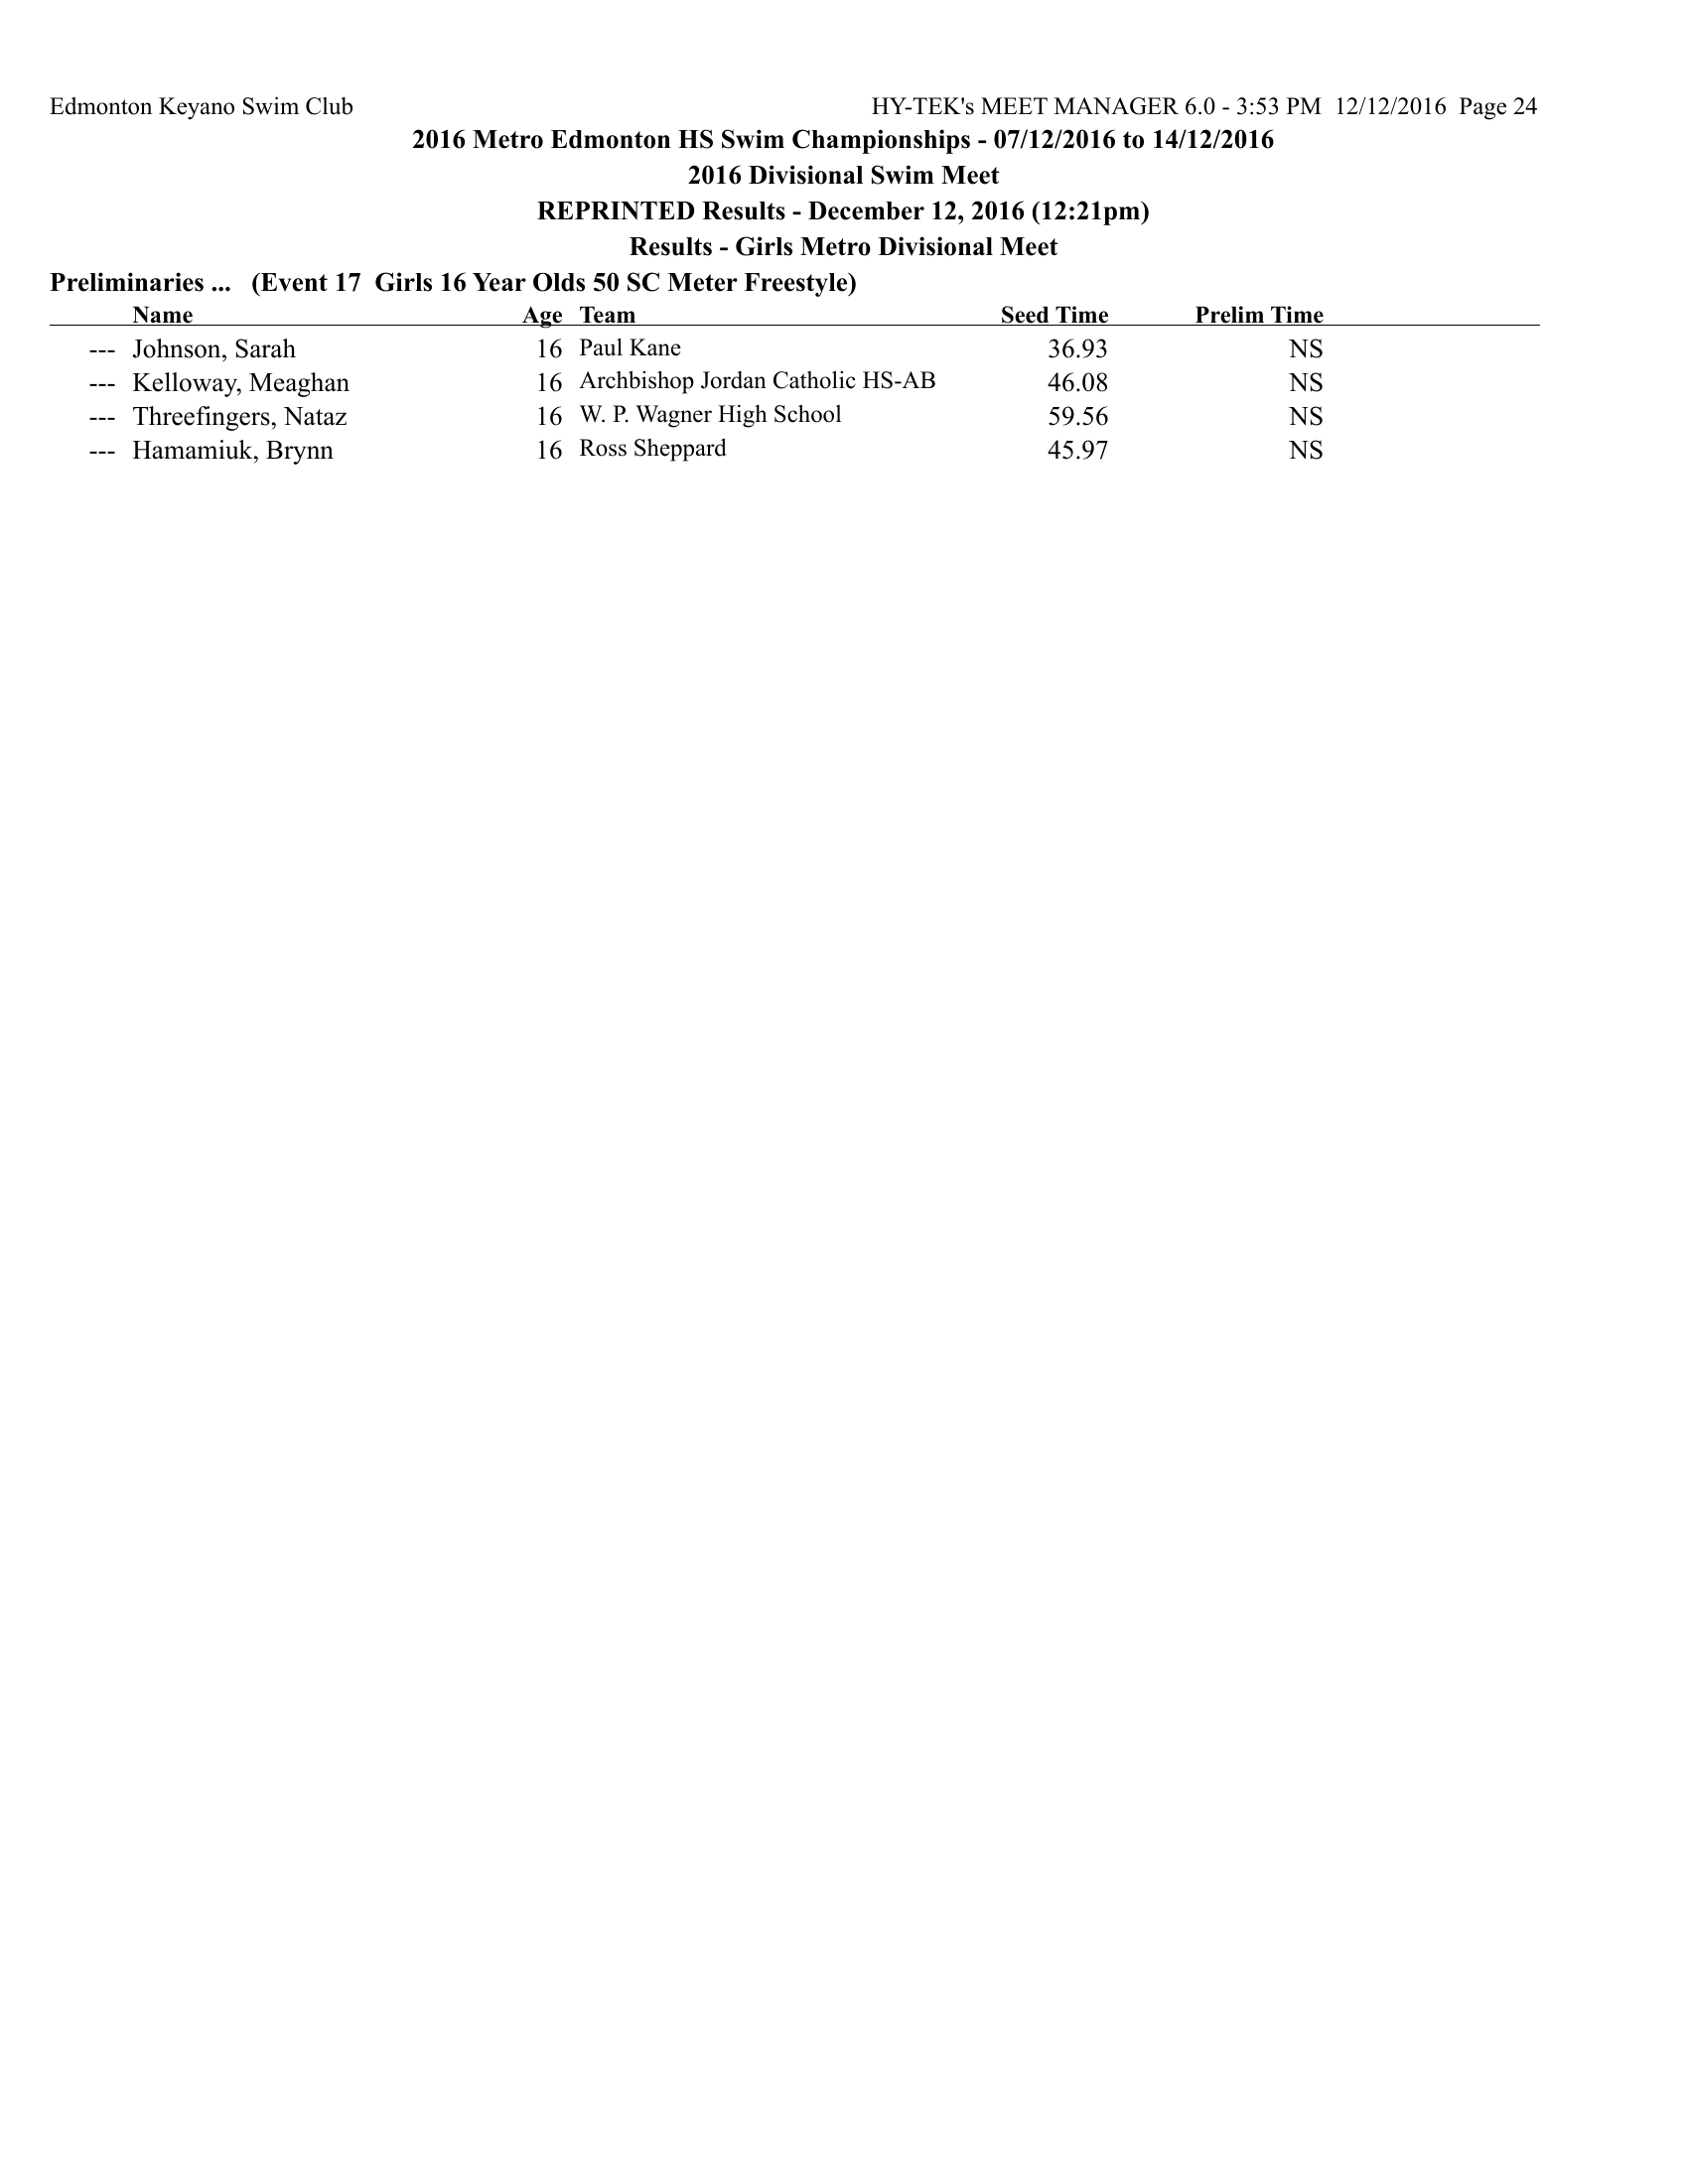 Edmonton Keyano Swim Club HY-TEK's MEET MANAGER 6.0 - 3:53 PM 12/12/2016 Page 24
2016 Metro Edmonton HS Swim Championships - 07/12/2016 to 14/12/2016
2016 Divisional Swim Meet
REPRINTED Results - December 12, 2016 (12:21pm)
Results - Girls Metro Divisional Meet
Preliminaries ... (Event 17 Girls 16 Year Olds 50 SC Meter Freestyle)
Name Age Team Seed Time Prelim Time
--- Johnson, Sarah 16 Paul Kane 36.93 NS
--- Kelloway, Meaghan 16 Archbishop Jordan Catholic HS-AB 46.08 NS
--- Threefingers, Nataz 16 W. P. Wagner High School 59.56 NS
--- Hamamiuk, Brynn 16 Ross Sheppard 45.97 NS